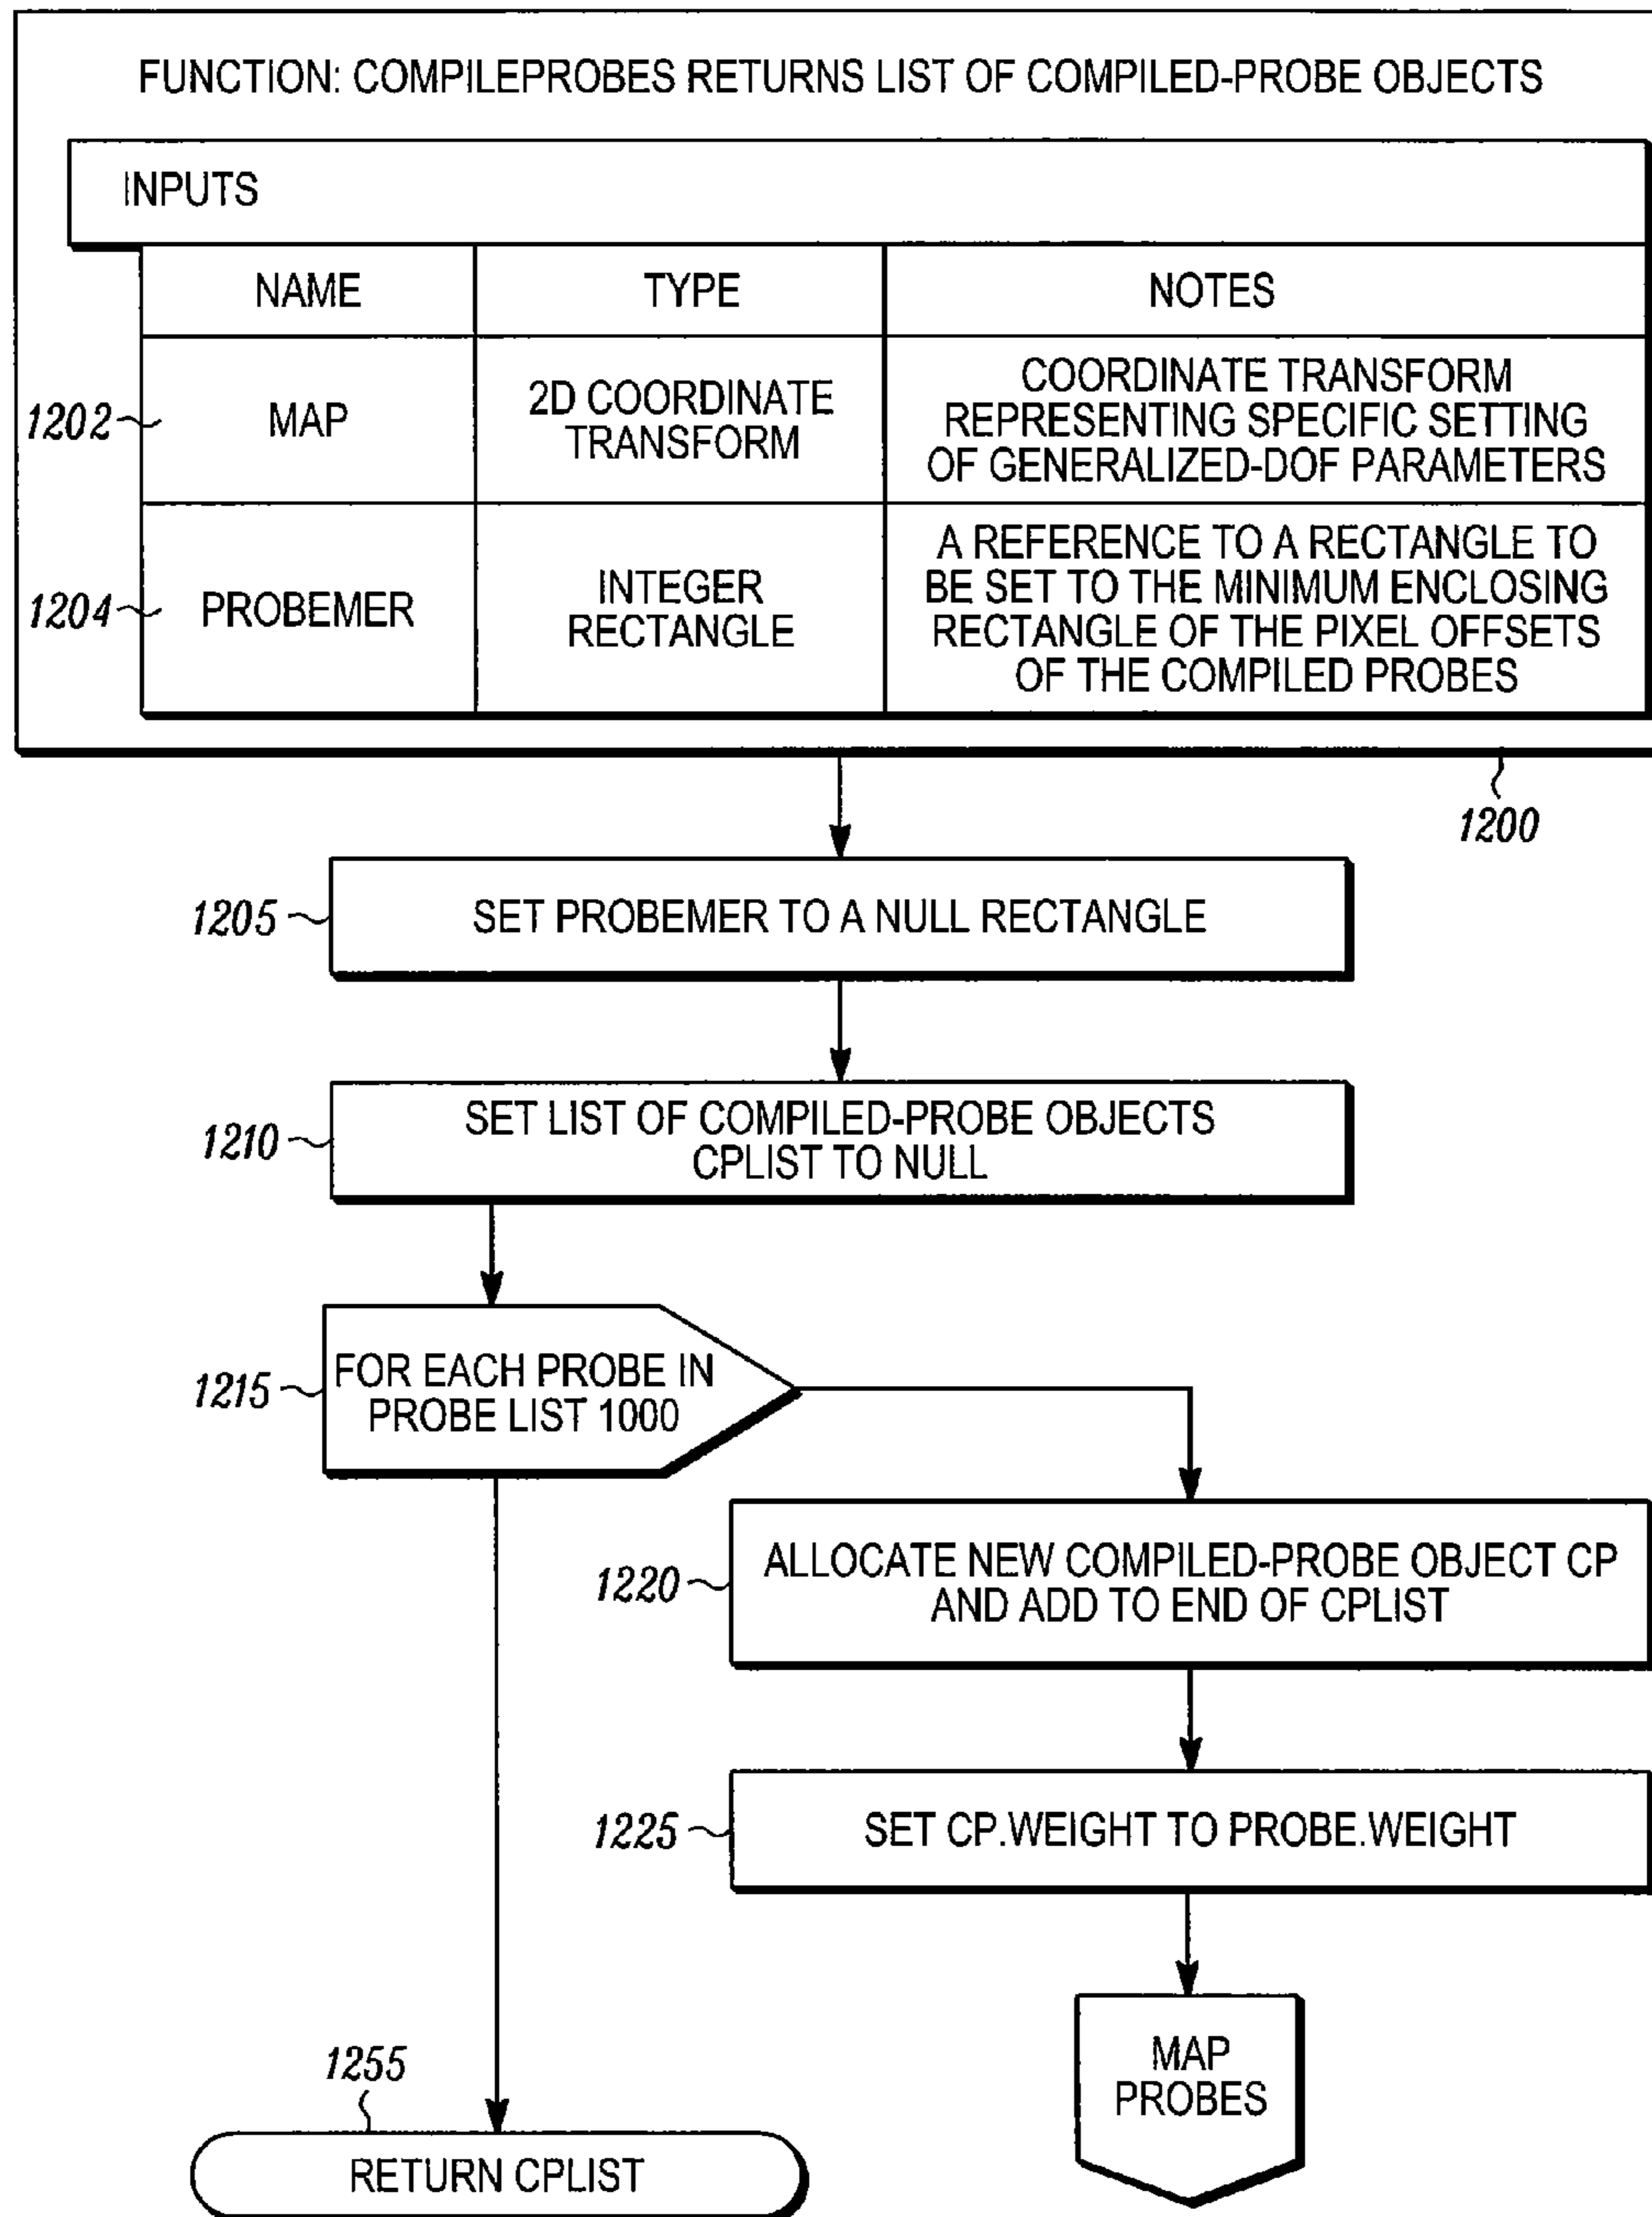 FUNCTION: COMPILEPROBES RETURNS LIST OF COMPILED-PROBE OBJECTS
INPUTS
NAME
TYPE
NOTES
1202
MAP
2D COORDINATE
TRANSFORM
COORDINATE TRANSFORM
REPRESENTING SPECIFIC SETTING
OF GENERALIZED-DOF PARAMETERS
1204
PROBEMER
INTEGER
RECTANGLE
A REFERENCE TO A RECTANGLE TO
BE SET TO THE MINIMUM ENCLOSING
RECTANGLE OF THE PIXEL OFFSETS
OF THE COMPILED PROBES
1200
1205
SET PROBEMER TO A NULL RECTANGLE
1210
SET LIST OF COMPILED-PROBE OBJECTS
CPLIST TO NULL
1215
FOR EACH PROBE IN
PROBE LIST 1000
1220
ALLOCATE NEW COMPILED-PROBE OBJECT CP
AND ADD TO END OF CPLIST
1225
SET CP.WEIGHT TO PROBE.WEIGHT
MAP
PROBES
1255
RETURN CPLIST